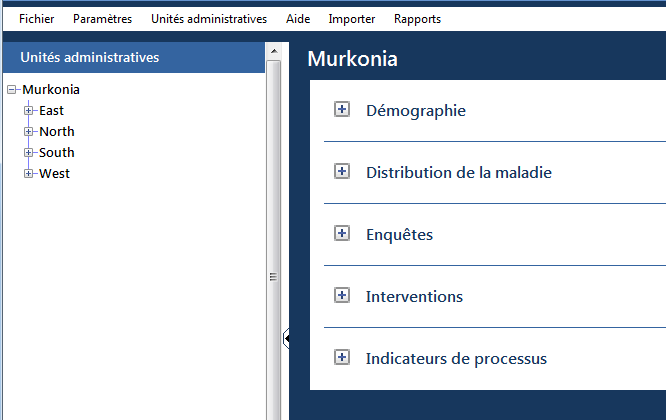 Fichier Paramètres Unités administratives Aide Importer Rapports
Unités administratives
Murkonia
East
North
South
West
Murkonia
Démographie
Distribution de la maladie
Enquêtes
Interventions
Indicateurs de processus